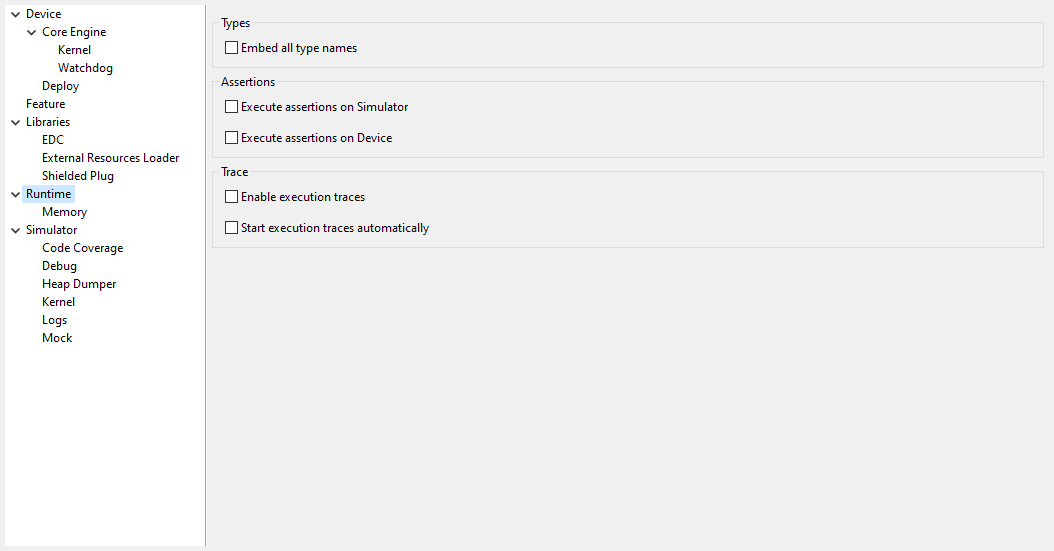 Device
Core Engine
Kernel
Watchdog
Deploy
Feature
Libraries
EDC
External Resources Loader
Shielded Plug
Runtime
Memory
Simulator
Code Coverage
Debug
Heap Dumper
Kernel
Logs
Mock
Types
Embed all type names
Assertions
Execute assertions on Simulator
Execute assertions on Device
Trace
Enable execution traces
Start execution traces automatically